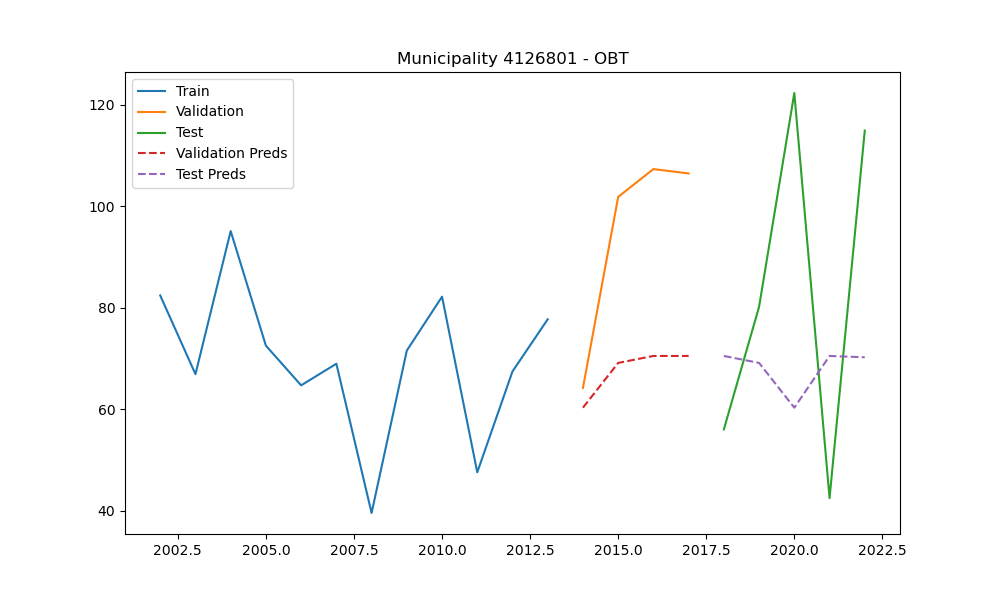 Municipality 4126801 - OBT
Train
Validation
Test
Validation Preds
Test Preds
120
100
80
60
40
2002.5 2005.0 2007.5 2010.0 2012.5 2015.0 2017.5 2020.0 2022.5